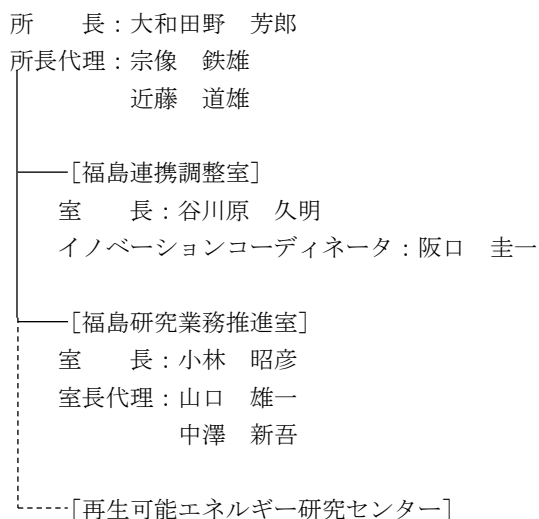 所　　長：大和田野　芳郎
所長代理：宗像　鉄雄
近藤　道雄
［福島連携調整室］
室　　長：谷川原　久明
イノベーションコーディネータ：阪口　圭一
［福島研究業務推進室］
室　　長：小林　昭彦
室長代理：山口　雄一
中澤　新吾
［再生可能エネルギー研究センター］